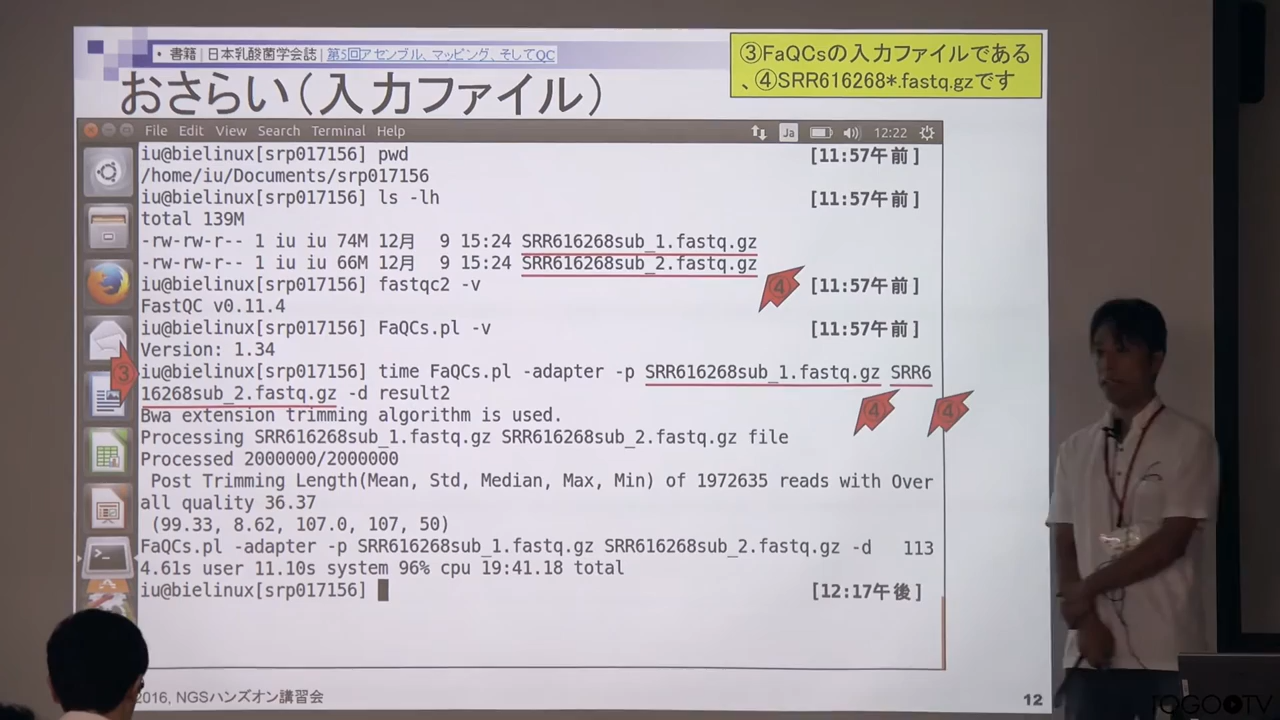 • 書籍 | 日本乳酸菌学会誌 | 第5回アセンブル、マッピング、そしてQC
③FaQCsの入力ファイルである
、④SRR616268*.fastq.gzです
おさらい(入力ファイル)
File Edit View Search Terminal Help Ja 12:22
iu@bielinux[srp017156] pwd [11:57午前]
/home/iu/Documents/srp017156
iu@bielinux[srp017156] ls -lh [11:57午前]
total 139M
-rw-rw-r-- 1 iu iu 74M 12月 9 15:24 SRR616268sub_1.fastq.gz
-rw-rw-r-- 1 iu iu 66M 12月 9 15:24 SRR616268sub_2.fastq.gz
④
iu@bielinux[srp017156] fastqc2 -v [11:57午前]
FastQC v0.11.4
iu@bielinux[srp017156] FaQCs.pl -v [11:57午前]
Version: 1.34
③
iu@bielinux[srp017156] time FaQCs.pl -adapter -p SRR616268sub_1.fastq.gz SRR6
16268sub_2.fastq.gz -d result2
④ ④
Bwa extension trimming algorithm is used.
Processing SRR616268sub_1.fastq.gz SRR616268sub_2.fastq.gz file
Processed 2000000/2000000
Post Trimming Length(Mean, Std, Median, Max, Min) of 1972635 reads with Over
all quality 36.37
(99.33, 8.62, 107.0, 107, 50)
FaQCs.pl -adapter -p SRR616268sub_1.fastq.gz SRR616268sub_2.fastq.gz -d 113
4.61s user 11.10s system 96% cpu 19:41.18 total
iu@bielinux[srp017156] [12:17午後]
2016, NGSハンズオン講習会
12
TOGOTV